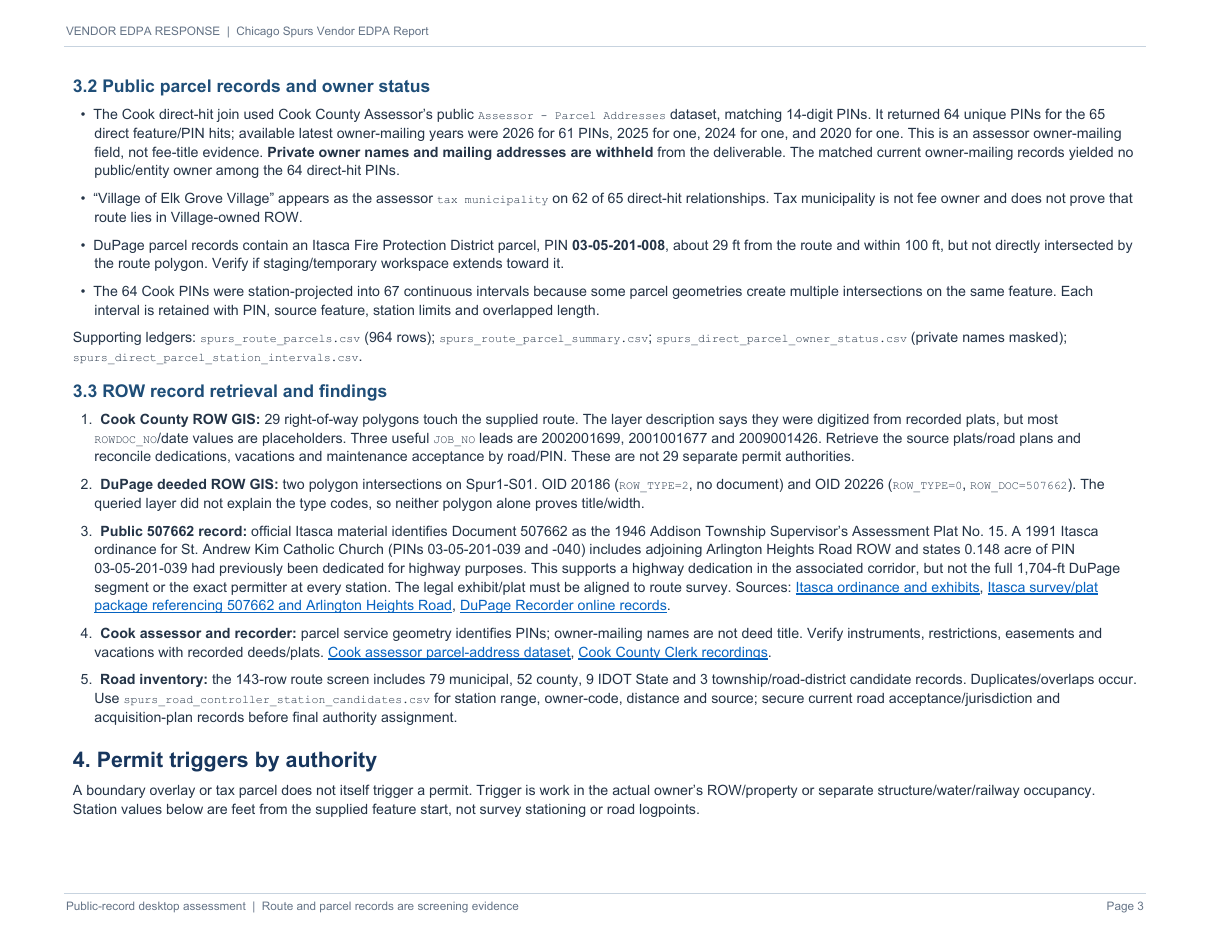 VENDOR EDPA RESPONSE | Chicago Spurs Vendor EDPA Report
3.2 Public parcel records and owner status
• The Cook direct-hit join used Cook County Assessor’s public Assessor - Parcel Addresses dataset, matching 14-digit PINs. It returned 64 unique PINs for the 65
direct feature/PIN hits; available latest owner-mailing years were 2026 for 61 PINs, 2025 for one, 2024 for one, and 2020 for one. This is an assessor owner-mailing
field, not fee-title evidence. Private owner names and mailing addresses are withheld from the deliverable. The matched current owner-mailing records yielded no
public/entity owner among the 64 direct-hit PINs.
• “Village of Elk Grove Village” appears as the assessor tax municipality on 62 of 65 direct-hit relationships. Tax municipality is not fee owner and does not prove that
route lies in Village-owned ROW.
• DuPage parcel records contain an Itasca Fire Protection District parcel, PIN 03-05-201-008, about 29 ft from the route and within 100 ft, but not directly intersected by
the route polygon. Verify if staging/temporary workspace extends toward it.
• The 64 Cook PINs were station-projected into 67 continuous intervals because some parcel geometries create multiple intersections on the same feature. Each
interval is retained with PIN, source feature, station limits and overlapped length.
Supporting ledgers: spurs_route_parcels.csv (964 rows); spurs_route_parcel_summary.csv; spurs_direct_parcel_owner_status.csv (private names masked);
spurs_direct_parcel_station_intervals.csv.
3.3 ROW record retrieval and findings
1. Cook County ROW GIS: 29 right-of-way polygons touch the supplied route. The layer description says they were digitized from recorded plats, but most
ROWDOC_NO/date values are placeholders. Three useful JOB_NO leads are 2002001699, 2001001677 and 2009001426. Retrieve the source plats/road plans and
reconcile dedications, vacations and maintenance acceptance by road/PIN. These are not 29 separate permit authorities.
2. DuPage deeded ROW GIS: two polygon intersections on Spur1-S01. OID 20186 (ROW_TYPE=2, no document) and OID 20226 (ROW_TYPE=0, ROW_DOC=507662). The
queried layer did not explain the type codes, so neither polygon alone proves title/width.
3. Public 507662 record: official Itasca material identifies Document 507662 as the 1946 Addison Township Supervisor’s Assessment Plat No. 15. A 1991 Itasca
ordinance for St. Andrew Kim Catholic Church (PINs 03-05-201-039 and -040) includes adjoining Arlington Heights Road ROW and states 0.148 acre of PIN
03-05-201-039 had previously been dedicated for highway purposes. This supports a highway dedication in the associated corridor, but not the full 1,704-ft DuPage
segment or the exact permitter at every station. The legal exhibit/plat must be aligned to route survey. Sources: Itasca ordinance and exhibits, Itasca survey/plat
package referencing 507662 and Arlington Heights Road, DuPage Recorder online records.
4. Cook assessor and recorder: parcel service geometry identifies PINs; owner-mailing names are not deed title. Verify instruments, restrictions, easements and
vacations with recorded deeds/plats. Cook assessor parcel-address dataset, Cook County Clerk recordings.
5. Road inventory: the 143-row route screen includes 79 municipal, 52 county, 9 IDOT State and 3 township/road-district candidate records. Duplicates/overlaps occur.
Use spurs_road_controller_station_candidates.csv for station range, owner-code, distance and source; secure current road acceptance/jurisdiction and
acquisition-plan records before final authority assignment.
4. Permit triggers by authority
A boundary overlay or tax parcel does not itself trigger a permit. Trigger is work in the actual owner’s ROW/property or separate structure/water/railway occupancy.
Station values below are feet from the supplied feature start, not survey stationing or road logpoints.
Public-record desktop assessment | Route and parcel records are screening evidence
Page 3